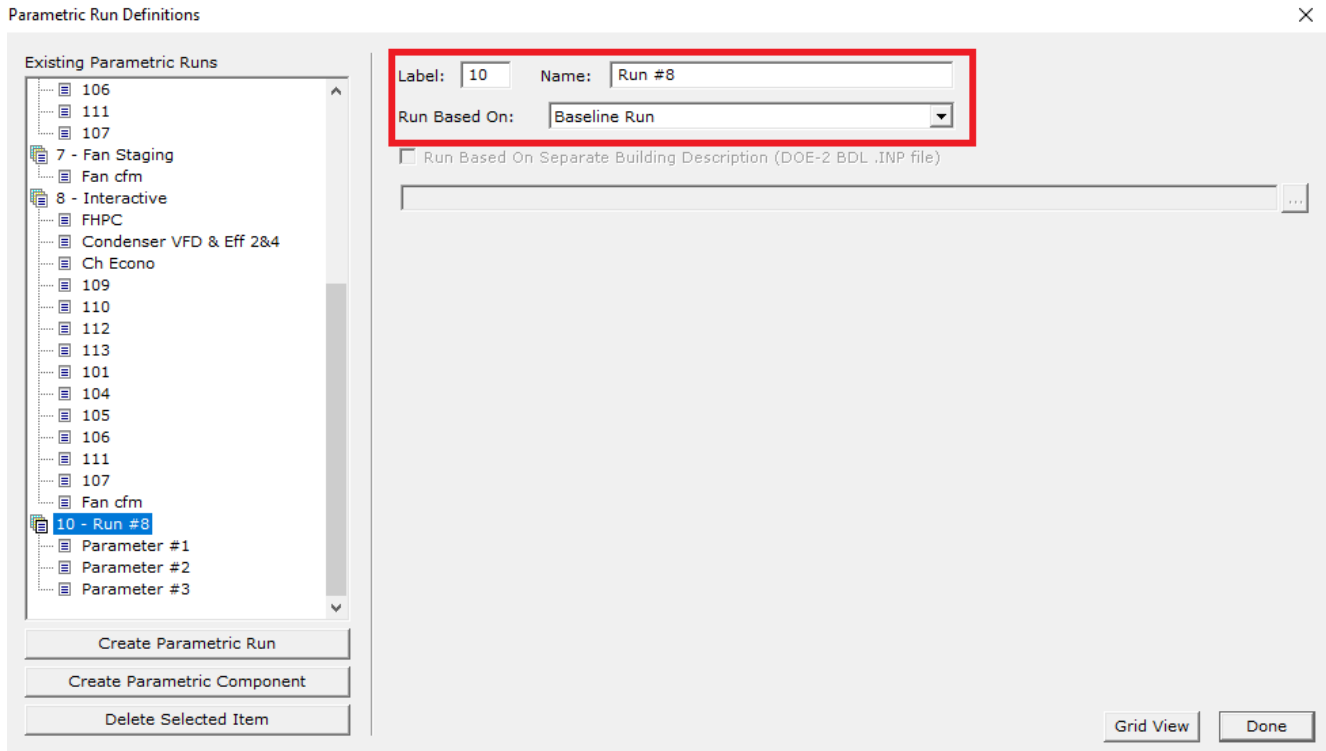 Parametric Run Definitions
Existing Parametric Runs
106
111
107
7 - Fan Staging
Fan cfm
8 - Interactive
FHPC
Condenser VFD & Eff 2&4
Ch Econo
109
110
112
113
101
104
105
106
111
107
Fan cfm
10 - Run #8
Parameter #1
Parameter #2
Parameter #3
Create Parametric Run
Create Parametric Component
Delete Selected Item
Label: 10 Name: Run #8
Run Based On: Baseline Run
Run Based On Separate Building Description (DOE-2 BDL .INP file)
...
Grid View Done